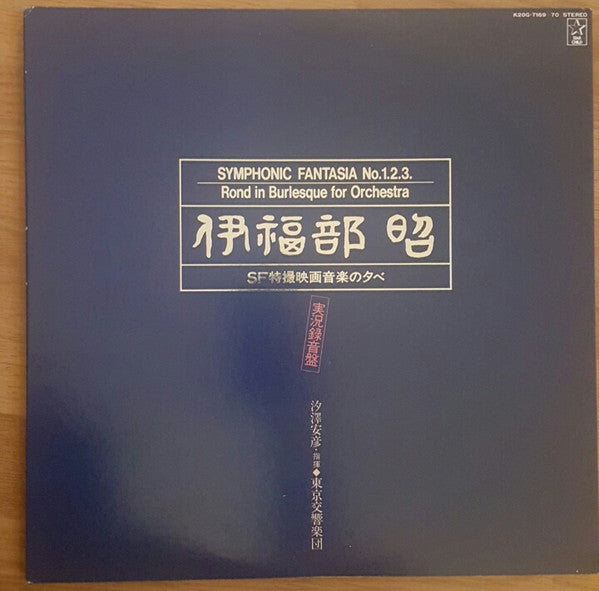 K20G-7169 70 STEREO
STAR
CHILD
SYMPHONIC FANTASIA No.1.2.3.
Rond in Burlesque for Orchestra
伊福部 昭
SF特撮映画音楽の夕べ
実況録音盤
汐澤安彦・指揮◆東京交響楽団